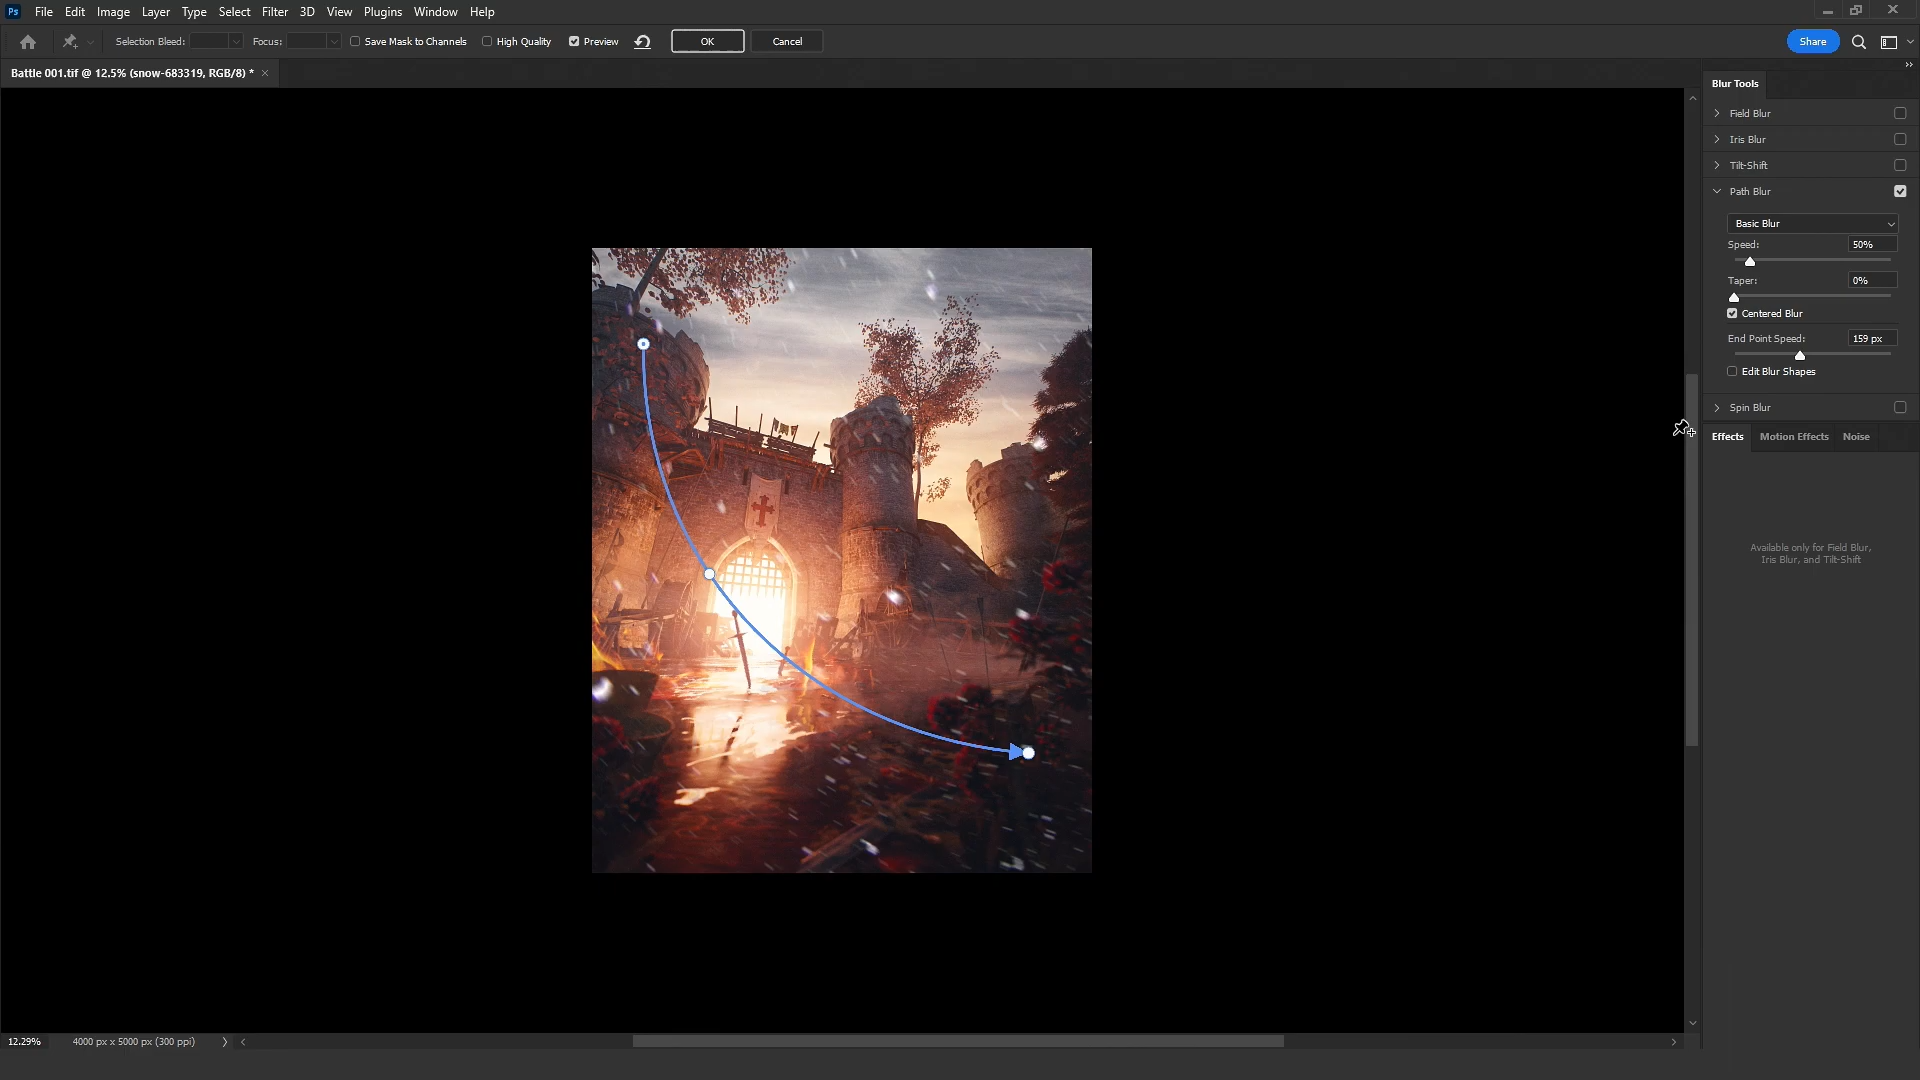 Ps File Edit Image Layer Type Select Filter 3D View Plugins Window Help
Selection Bleed: Focus: Save Mask to Channels High Quality Preview OK Cancel Share
Battle 001.tif @ 12.5% (snow-683319, RGB/8) *
Blur Tools
Field Blur
Iris Blur
Tilt-Shift
Path Blur
Basic Blur
Speed: 50%
Taper: 0%
Centered Blur
End Point Speed: 159 px
Edit Blur Shapes
Spin Blur
Effects Motion Effects Noise
Available only for Field Blur,
Iris Blur, and Tilt-Shift
12.29% 4000 px x 5000 px (300 ppi)